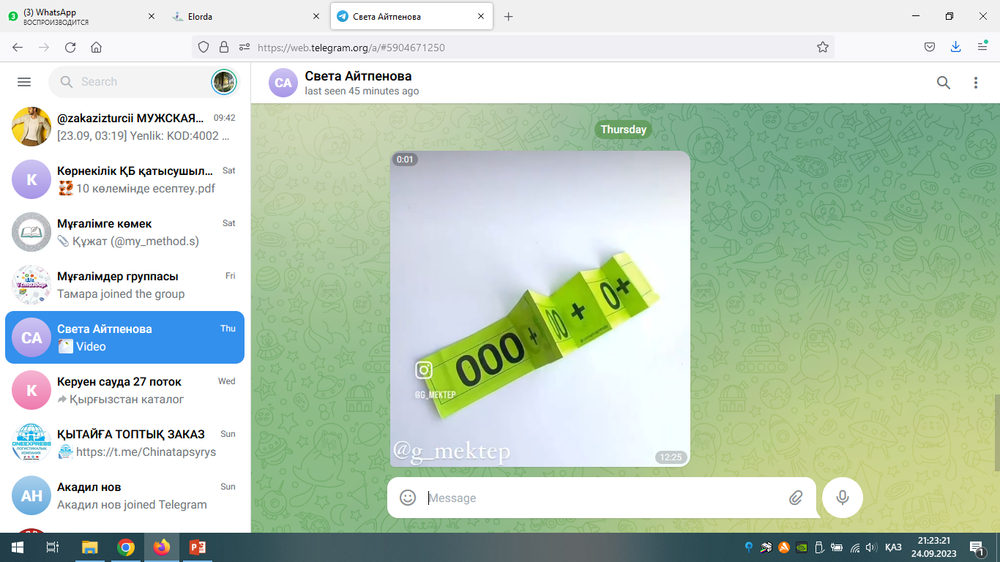 (3) WhatsApp
ВОСПРОИЗВОДИТСЯ
Elorda
Света Айтпенова
https://web.telegram.org/a/#5904671250
Search
@zakazizturcii МУЖСКАЯ... 09:42
[23.09, 03:19] Yenlik: KOD:4002 ...
К
Көрнекілік ҚБ қатысушыл... Sat
10 көлемінде есептеу.pdf
Мұғалімге көмек Sat
Құжат (@my_method.s)
Ұстаздар
Мұғалімдер группасы Fri
Тамара joined the group
СА
Света Айтпенова Thu
Video
К
Керуен сауда 27 поток Wed
Қырғызстан каталог
ONEEXPRESS
ЛОГИСТИКАЛЫҚ
КОМПАНИЯ
ҚЫТАЙҒА ТОПТЫҚ ЗАКАЗ Sun
https://t.me/Chinatapsyrys
АН
Акадил нов Sun
Акадил нов joined Telegram
СА
Света Айтпенова
last seen 45 minutes ago
Thursday
0:01
000 + 00 + 0+
@G_MEKTEP
@g_mektep
12:25
Message
ҚАЗ
21:23:21
24.09.2023
1